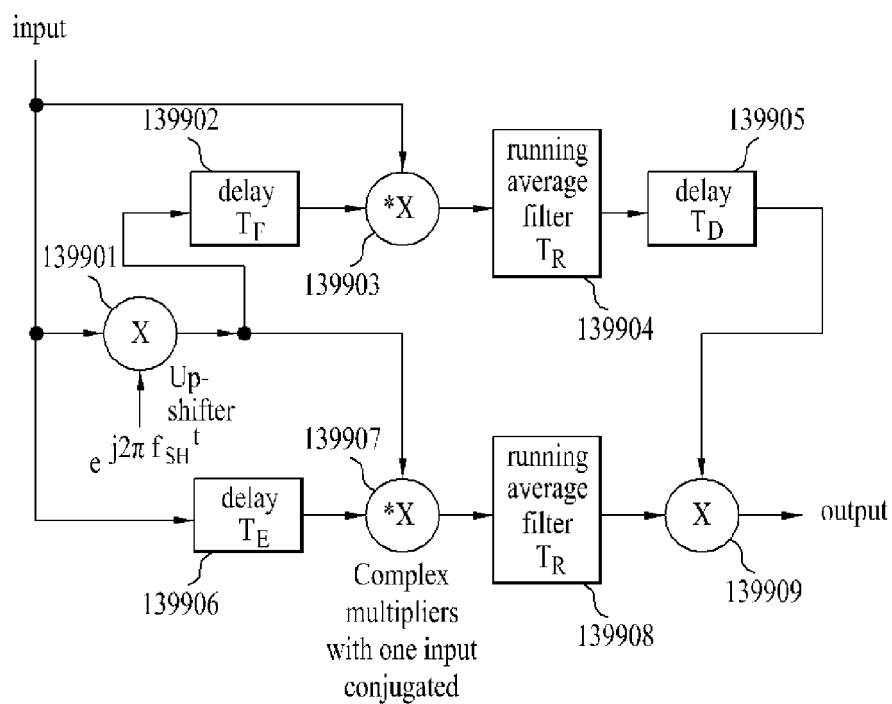 input
139902
139905
delay
T_F
*X
running
average
filter
T_R
delay
T_D
139901
139903
139904
X
Up-
shifter
e^{j2π f_SH t}
139907
delay
T_E
*X
running
average
filter
T_R
X
output
139906
Complex
multipliers
with one input
conjugated
139908
139909